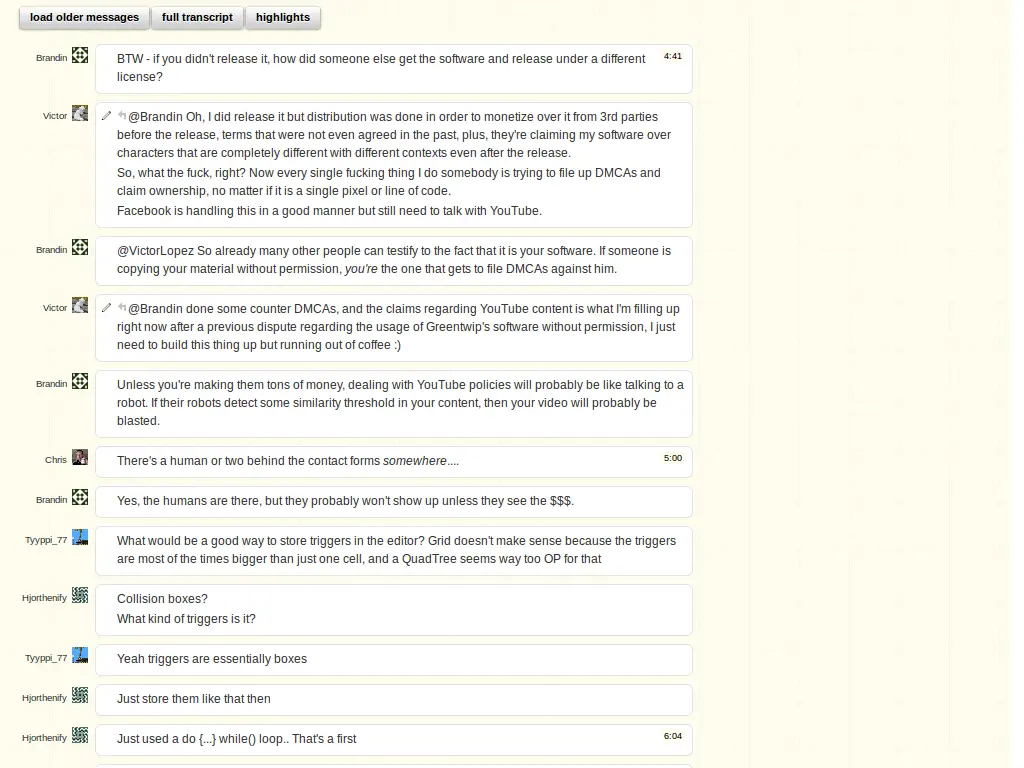 load older messages full transcript highlights
Brandin
BTW - if you didn't release it, how did someone else get the software and release under a different
license?
4:41
Victor
@Brandin Oh, I did release it but distribution was done in order to monetize over it from 3rd parties
before the release, terms that were not even agreed in the past, plus, they're claiming my software over
characters that are completely different with different contexts even after the release.
So, what the fuck, right? Now every single fucking thing I do somebody is trying to file up DMCAs and
claim ownership, no matter if it is a single pixel or line of code.
Facebook is handling this in a good manner but still need to talk with YouTube.
Brandin
@VictorLopez So already many other people can testify to the fact that it is your software. If someone is
copying your material without permission, you're the one that gets to file DMCAs against him.
Victor
@Brandin done some counter DMCAs, and the claims regarding YouTube content is what I'm filling up
right now after a previous dispute regarding the usage of Greentwip's software without permission, I just
need to build this thing up but running out of coffee :)
Brandin
Unless you're making them tons of money, dealing with YouTube policies will probably be like talking to a
robot. If their robots detect some similarity threshold in your content, then your video will probably be
blasted.
Chris
There's a human or two behind the contact forms somewhere....
5:00
Brandin
Yes, the humans are there, but they probably won't show up unless they see the $$$.
Tyyppi_77
What would be a good way to store triggers in the editor? Grid doesn't make sense because the triggers
are most of the times bigger than just one cell, and a QuadTree seems way too OP for that
Hjorthenify
Collision boxes?
What kind of triggers is it?
Tyyppi_77
Yeah triggers are essentially boxes
Hjorthenify
Just store them like that then
Hjorthenify
Just used a do {...} while() loop.. That's a first
6:04